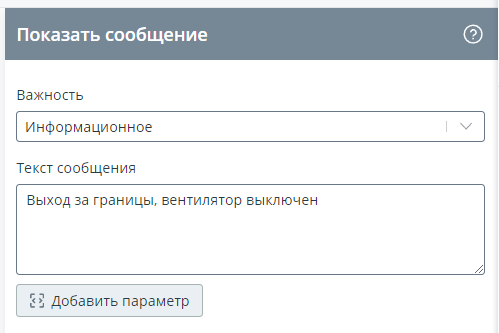 Показать сообщение
Важность
Информационное
Текст сообщения
Выход за границы, вентилятор выключен
Добавить параметр